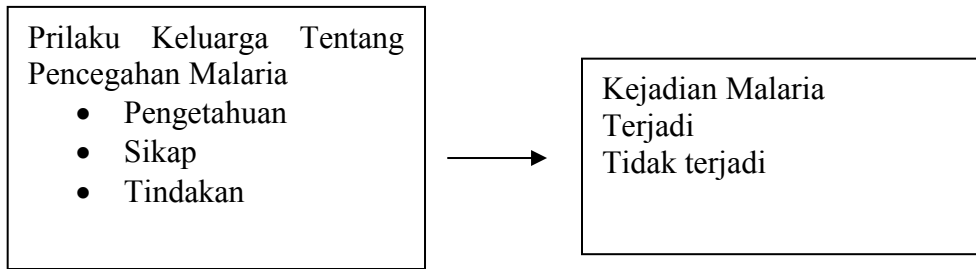 Prilaku Keluarga Tentang
Pencegahan Malaria
• Pengetahuan
• Sikap
• Tindakan
Kejadian Malaria
Terjadi
Tidak terjadi